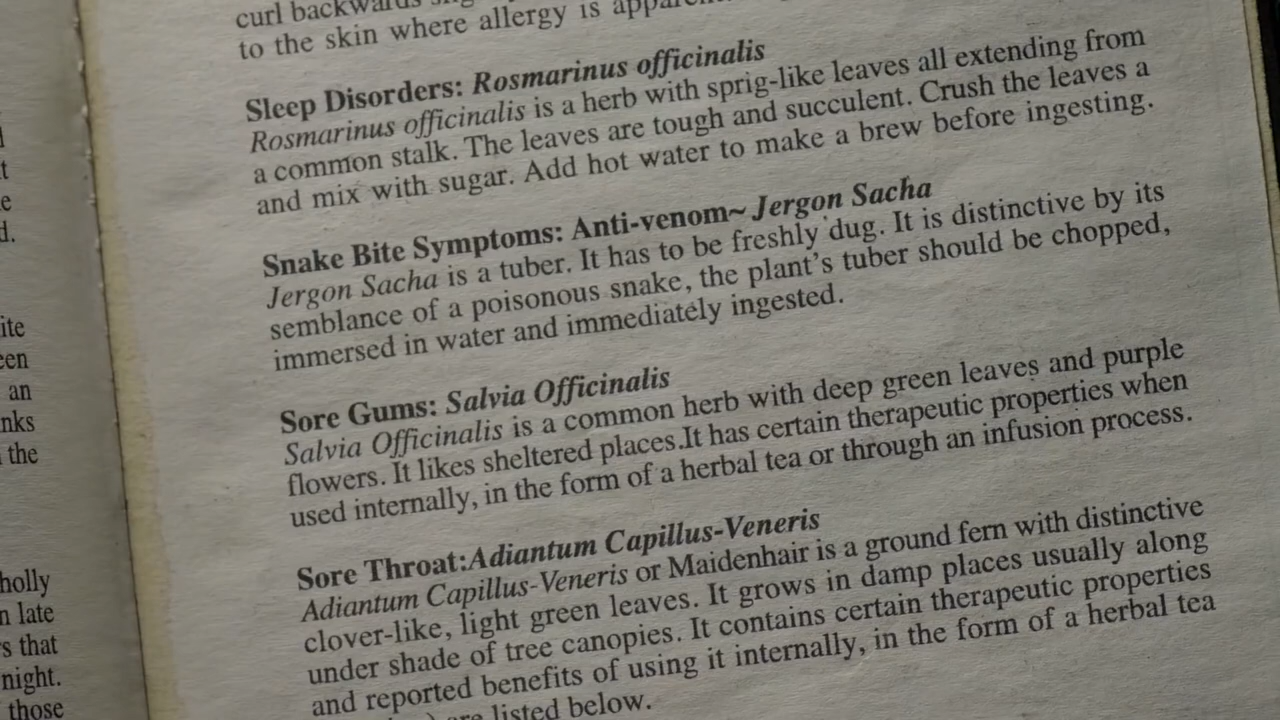 curl backwards
to the skin where allergy is
Sleep Disorders: Rosmarinus officinalis
Rosmarinus officinalis is a herb with sprig-like leaves all extending from
a common stalk. The leaves are tough and succulent. Crush the leaves a
and mix with sugar. Add hot water to make a brew before ingesting.
Snake Bite Symptoms: Anti-venom~ Jergon Sacha
Jergon Sacha is a tuber. It has to be freshly dug. It is distinctive by its
semblance of a poisonous snake, the plant's tuber should be chopped,
immersed in water and immediately ingested.
Sore Gums: Salvia Officinalis
Salvia Officinalis is a common herb with deep green leaves and purple
flowers. It likes sheltered places.It has certain therapeutic properties when
used internally, in the form of a herbal tea or through an infusion process.
Sore Throat:Adiantum Capillus-Veneris
Adiantum Capillus-Veneris or Maidenhair is a ground fern with distinctive
clover-like, light green leaves. It grows in damp places usually along
under shade of tree canopies. It contains certain therapeutic properties
and reported benefits of using it internally, in the form of a herbal tea
are listed below.
an
the
late
that
night.
those